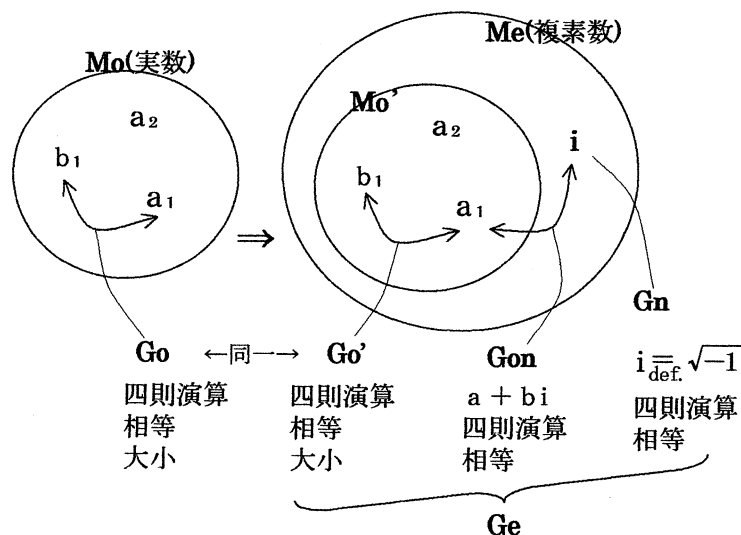 Me(複素数)
Mo(実数)
Mo'
a₂
a₂
i
b₁
b₁
a₁
a₁
⇒
Gn
Go ←同一→ Go' Gon
i = def. √−1
四則演算 四則演算 a + bi 四則演算
相等 相等 四則演算 相等
大小 大小 相等
Ge